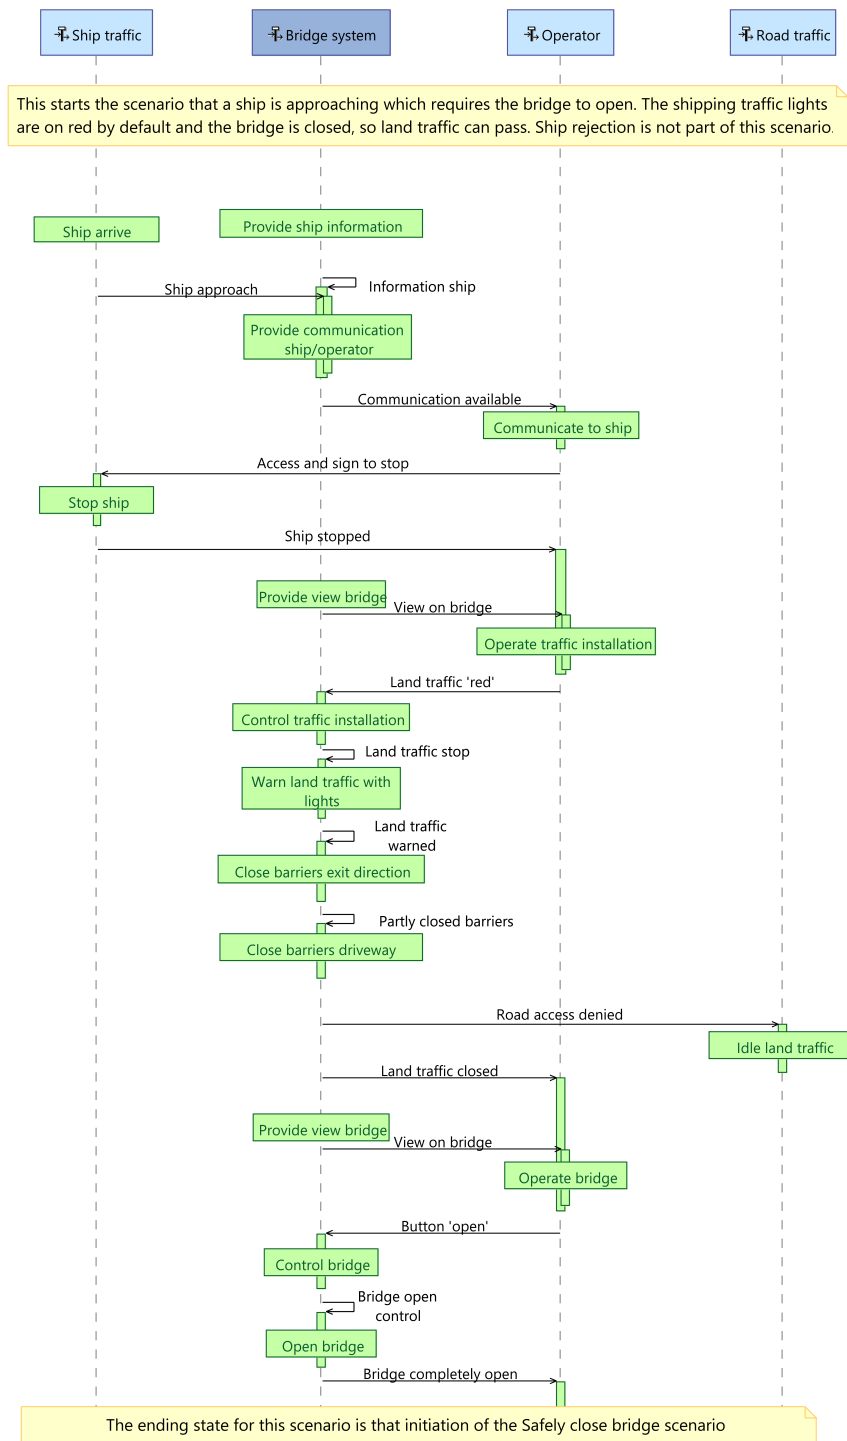 Ship traffic
Bridge system
Operator
Road traffic
This starts the scenario that a ship is approaching which requires the bridge to open. The shipping traffic lights
are on red by default and the bridge is closed, so land traffic can pass. Ship rejection is not part of this scenario.
Ship arrive
Provide ship information
Information ship
Ship approach
Provide communication
ship/operator
Communication available
Communicate to ship
Access and sign to stop
Stop ship
Ship stopped
Provide view bridge
View on bridge
Operate traffic installation
Land traffic 'red'
Control traffic installation
Land traffic stop
Warn land traffic with
lights
Land traffic
warned
Close barriers exit direction
Partly closed barriers
Close barriers driveway
Road access denied
Idle land traffic
Land traffic closed
Provide view bridge
View on bridge
Operate bridge
Button 'open'
Control bridge
Bridge open
control
Open bridge
Bridge completely open
The ending state for this scenario is that initiation of the Safely close bridge scenario